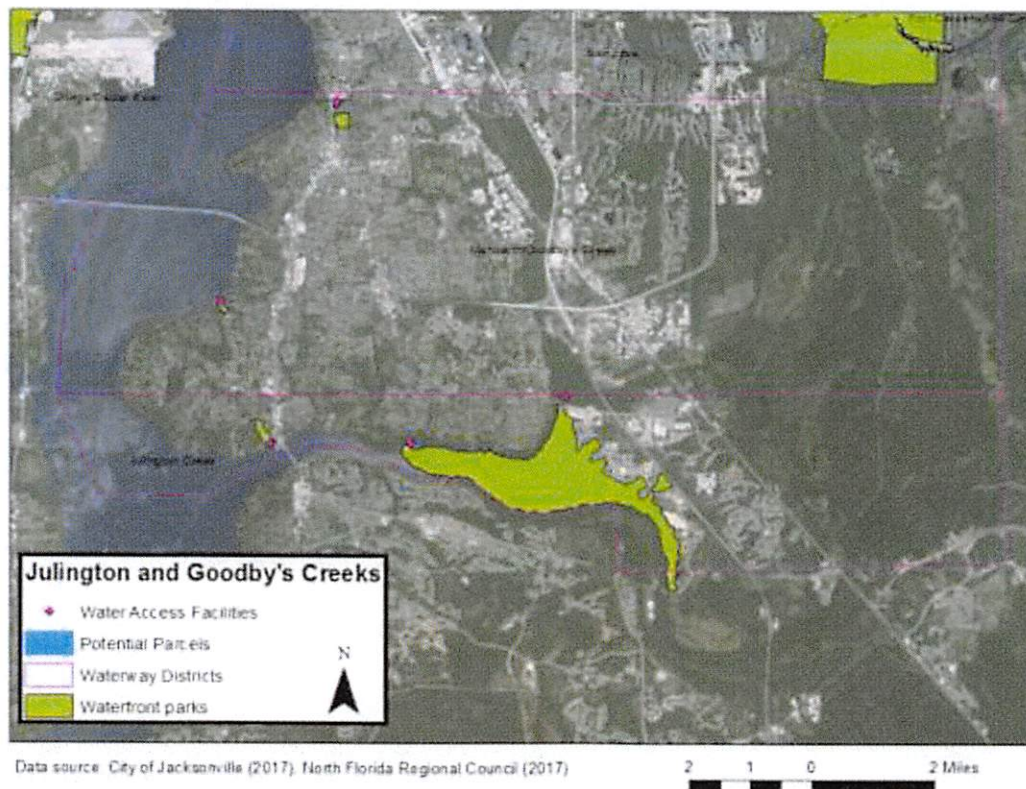 Julington Creek
Julington and Goodby's Creeks
Water Access Facilities
Potential Parcels
Waterway Districts
Waterfront parks
N
Data source: City of Jacksonville (2017), North Florida Regional Council (2017)
2 1 0 2 Miles